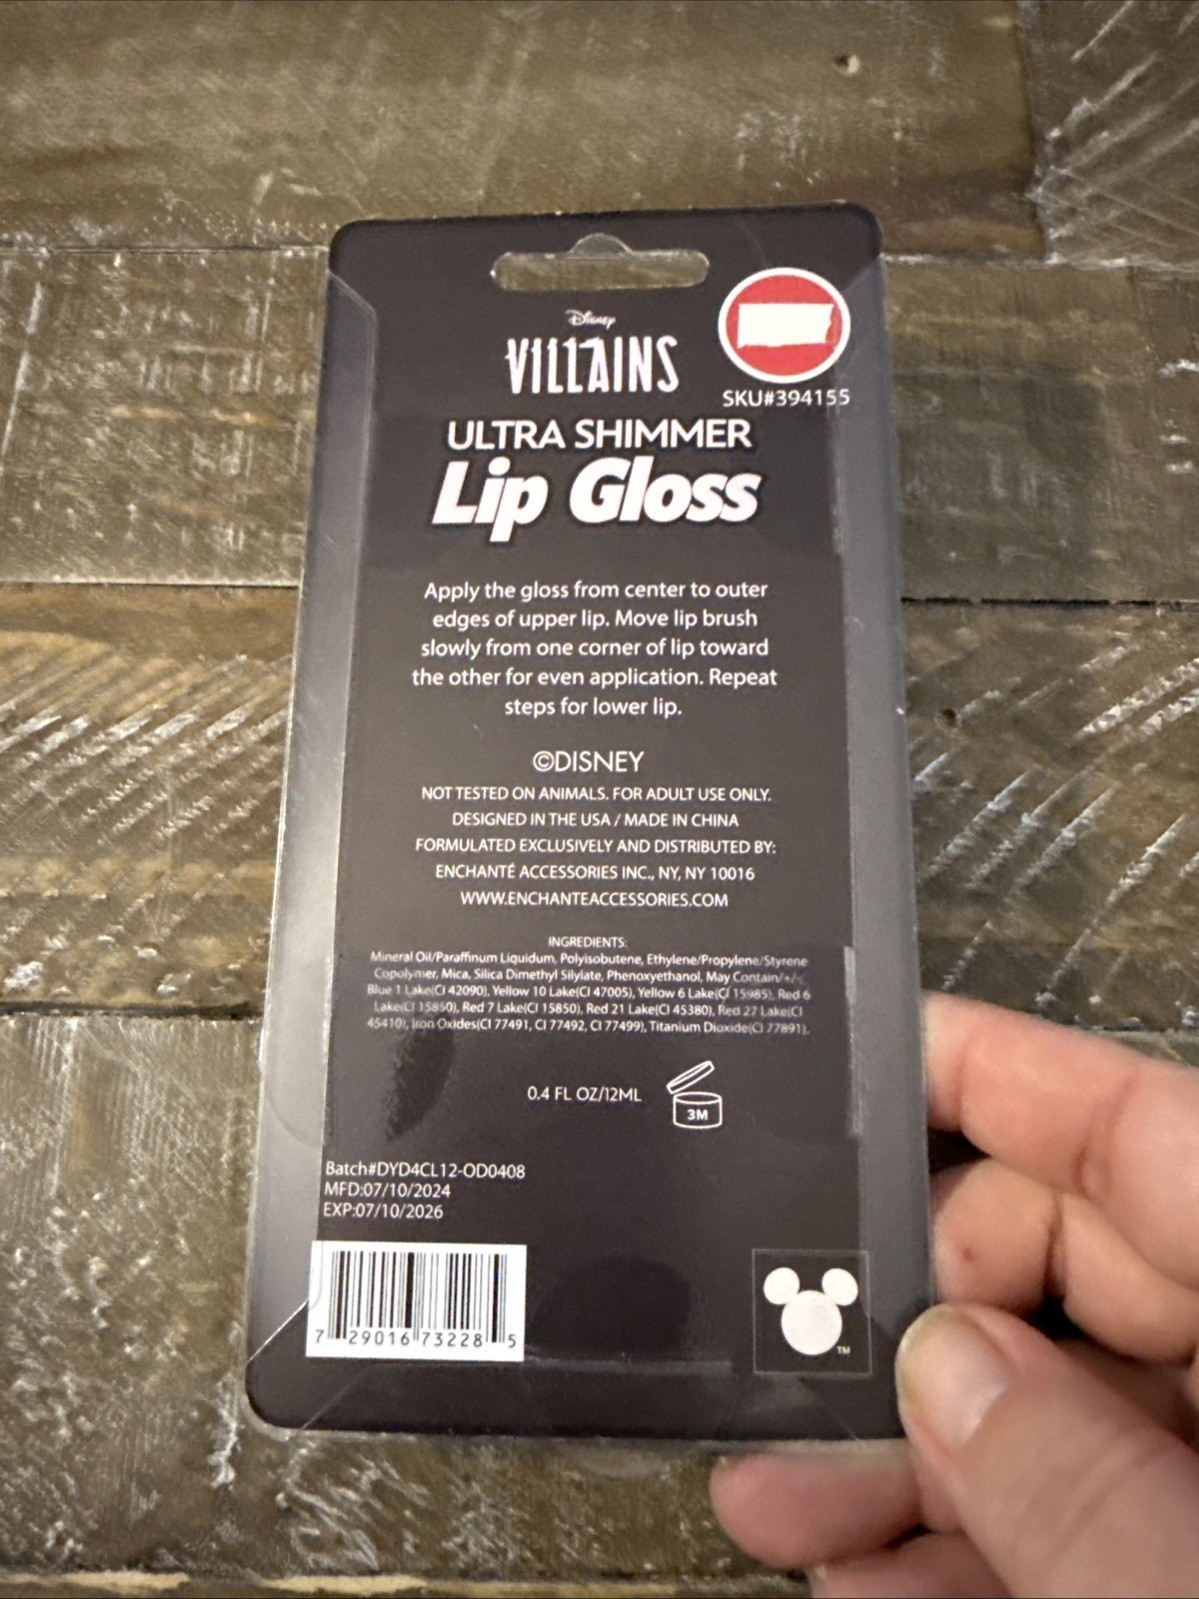 Disney
VILLAINS
SKU#394155
ULTRA SHIMMER
Lip Gloss
Apply the gloss from center to outer
edges of upper lip. Move lip brush
slowly from one corner of lip toward
the other for even application. Repeat
steps for lower lip.
©DISNEY
NOT TESTED ON ANIMALS. FOR ADULT USE ONLY.
DESIGNED IN THE USA / MADE IN CHINA
FORMULATED EXCLUSIVELY AND DISTRIBUTED BY:
ENCHANTÉ ACCESSORIES INC., NY, NY 10016
WWW.ENCHANTEACCESSORIES.COM
INGREDIENTS:
Mineral Oil/Paraffinum Liquidum, Polyisobutene, Ethylene/Propylene/Styrene
Copolymer, Mica, Silica Dimethyl Silylate, Phenoxyethanol, May Contain/+/-:
Blue 1 Lake(CI 42090), Yellow 10 Lake(CI 47005), Yellow 6 Lake(CI 15985), Red 6
Lake(CI 15850), Red 7 Lake(CI 15850), Red 21 Lake(CI 45380), Red 27 Lake(CI
45410), Iron Oxides(CI 77491, CI 77492, CI 77499), Titanium Dioxide(CI 77891).
0.4 FL OZ/12ML
3M
Batch#DYD4CL12-OD0408
MFD:07/10/2024
EXP:07/10/2026
7 29016 73228 5
TM